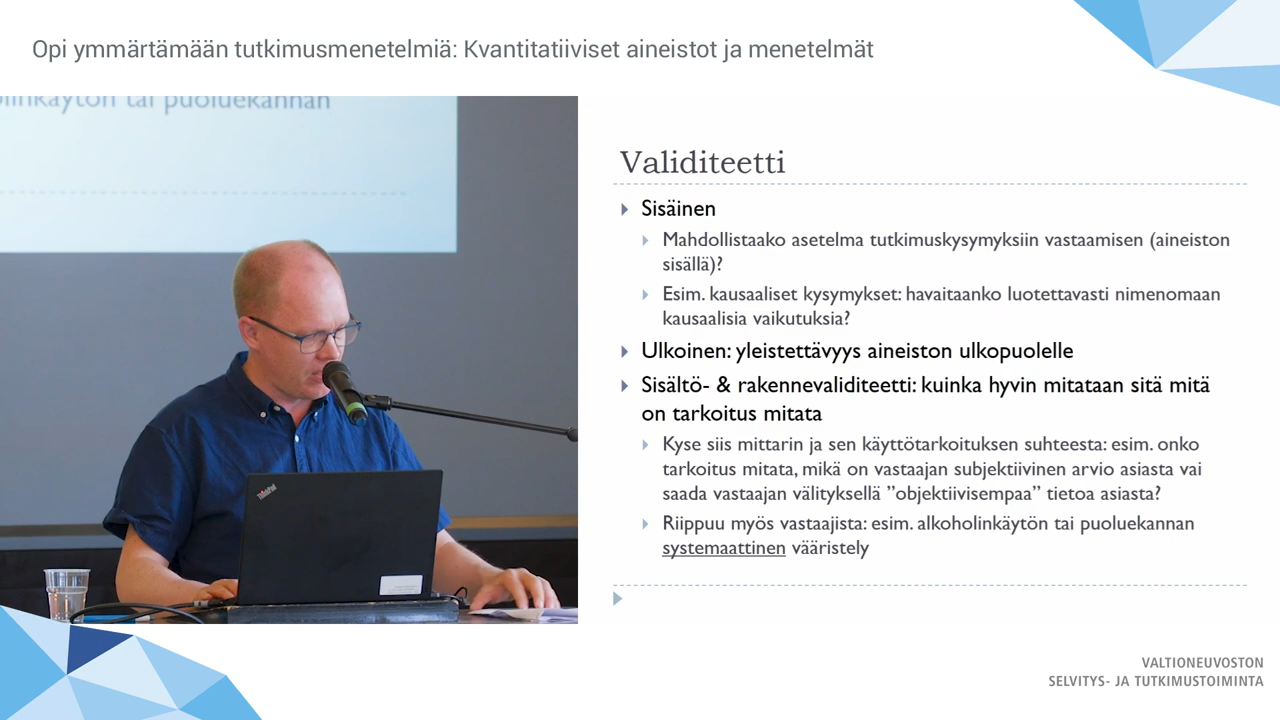 Opi ymmärtämään tutkimusmenetelmiä: Kvantitatiiviset aineistot ja menetelmät
puoluekannan
tai
ThinkPad
Validiteetti
Sisäinen
Mahdollistaako asetelma tutkimuskysymyksiin vastaamisen (aineiston
sisällä)?
Esim. kausaaliset kysymykset: havaitaanko luotettavasti nimenomaan
kausaalisia vaikutuksia?
Ulkoinen: yleistettävyys aineiston ulkopuolelle
Sisältö- & rakennevaliditeetti: kuinka hyvin mitataan sitä mitä
on tarkoitus mitata
Kyse siis mittarin ja sen käyttötarkoituksen suhteesta: esim. onko
tarkoitus mitata, mikä on vastaajan subjektiivinen arvio asiasta vai
saada vastaajan välityksellä ”objektiivisempaa” tietoa asiasta?
Riippuu myös vastaajista: esim. alkoholinkäytön tai puoluekannan
systemaattinen vääristely
VALTIONEUVOSTON
SELVITYS- JA TUTKIMUSTOIMINTA